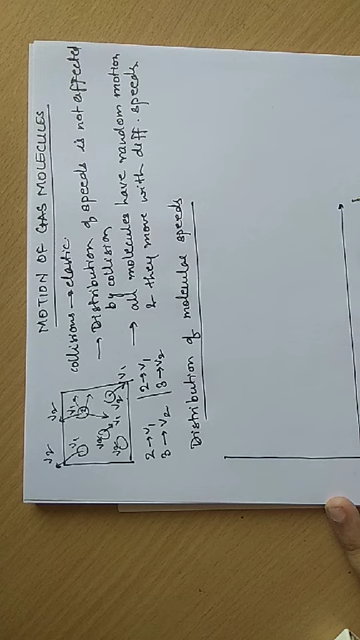 MOTION OF GAS MOLECULES
collisions → elastic
→ Distribution of speeds is not affected
by collision
→ all molecules have random motion
& they move with diff. speeds
2→v1 | 2→v1
3→v2 | 3→v2
Distribution of molecular speeds